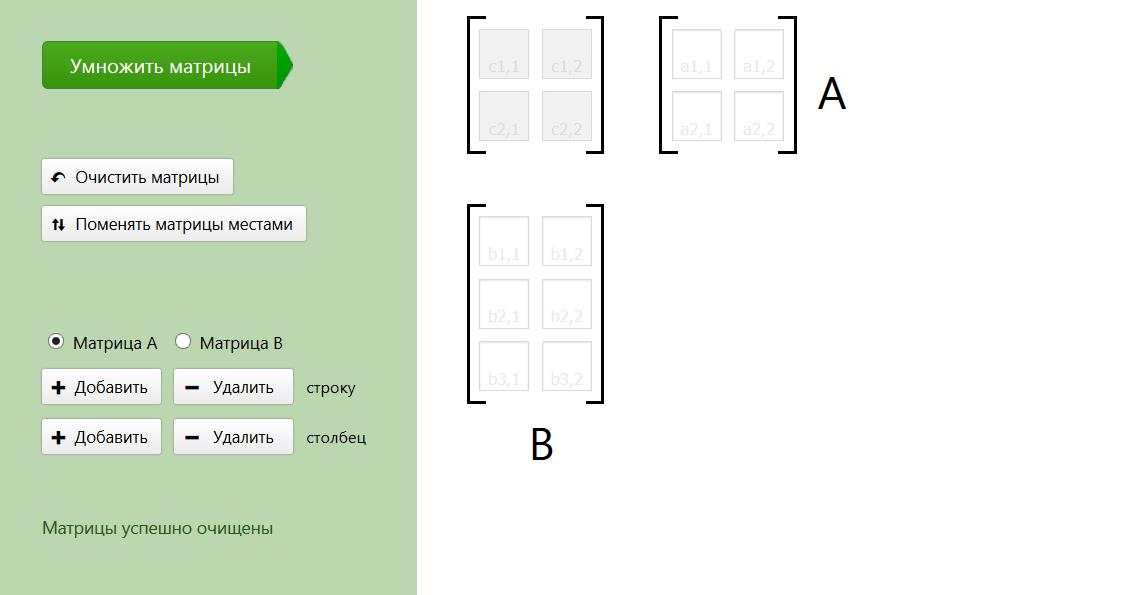 Умножить матрицы
Очистить матрицы
Поменять матрицы местами
Матрица A Матрица B
Добавить Удалить строку
Добавить Удалить столбец
Матрицы успешно очищены
c1,1 c1,2
c2,1 c2,2
a1,1 a1,2
a2,1 a2,2
A
b1,1 b1,2
b2,1 b2,2
b3,1 b3,2
B